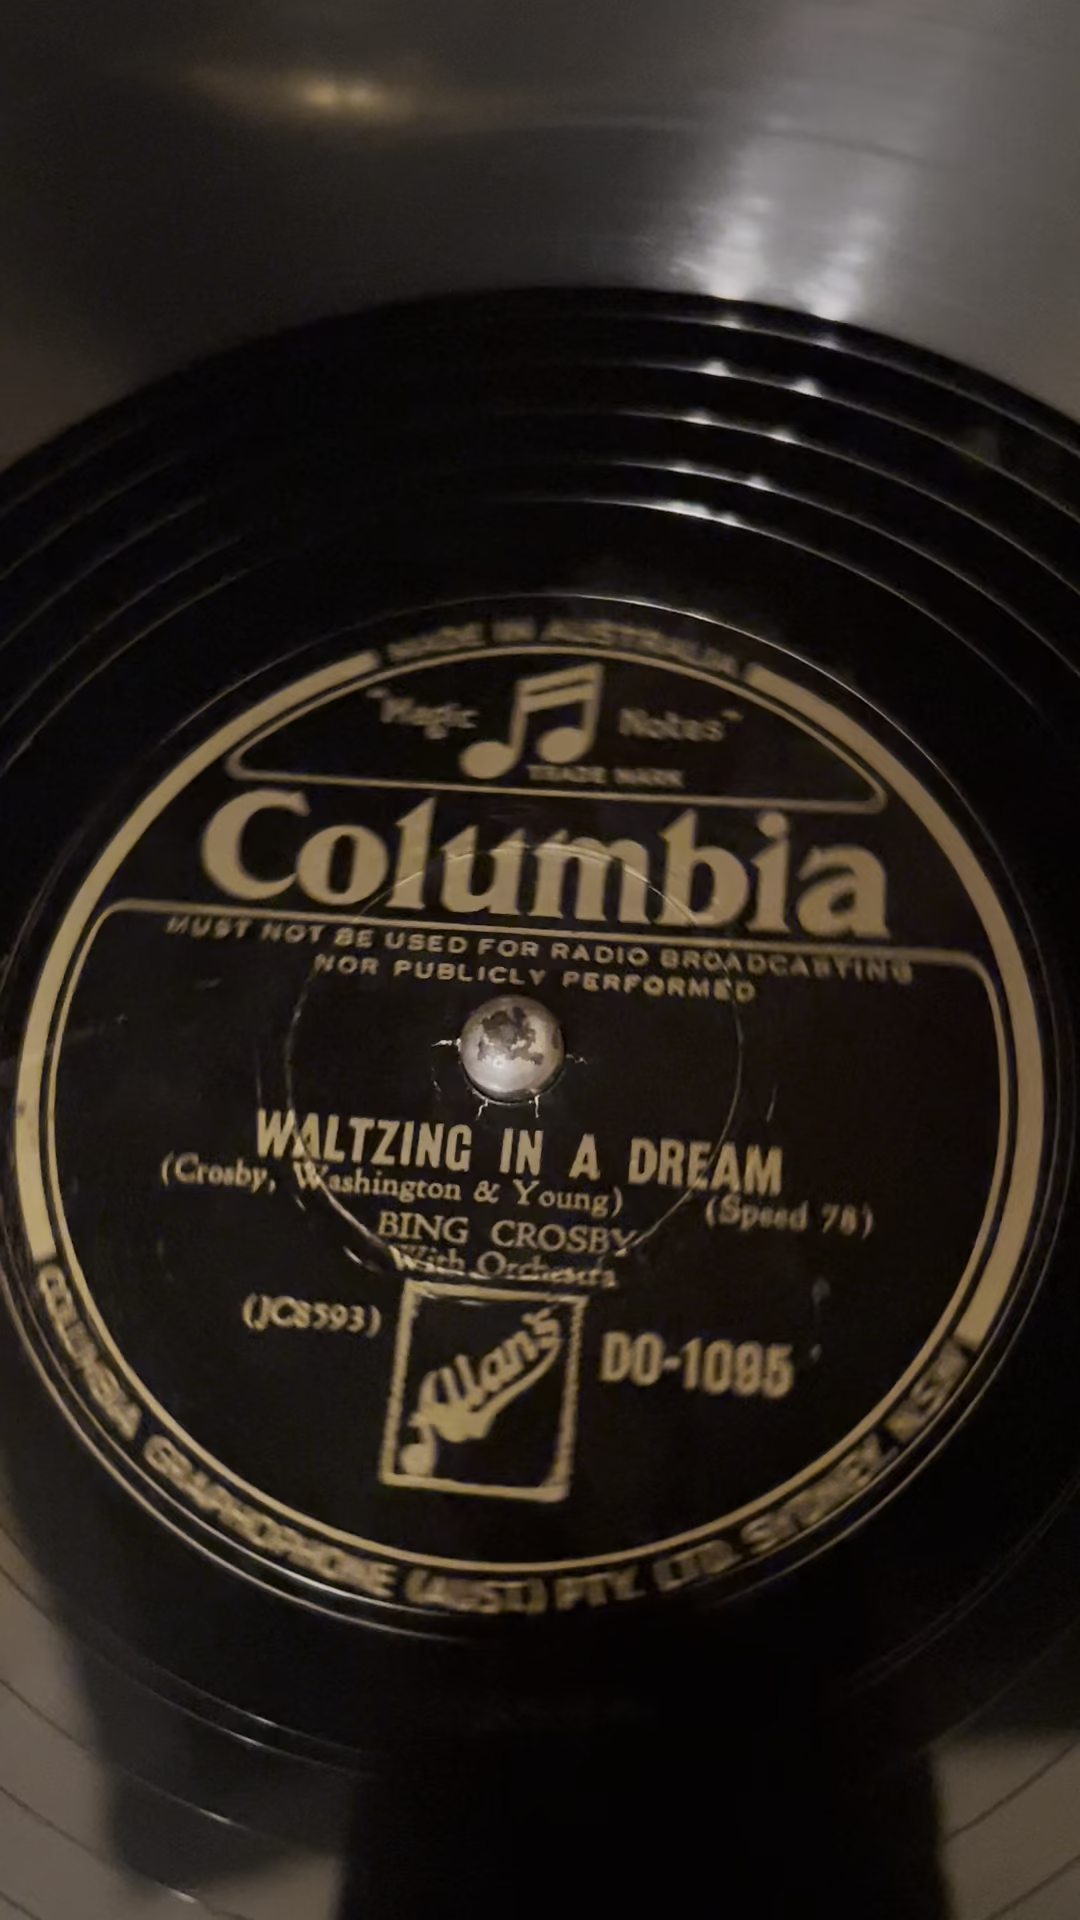 MADE IN AUSTRALIA
"Magic Notes"
TRADE MARK
Columbia
MUST NOT BE USED FOR RADIO BROADCASTING
NOR PUBLICLY PERFORMED
WALTZING IN A DREAM
(Crosby, Washington & Young) (Speed 78)
BING CROSBY
With Orchestra
(JC8593)
Allan's
DO-1095
COLUMBIA GRAPHOPHONE (AUST.) PTY. LTD. SYDNEY. N.S.W.